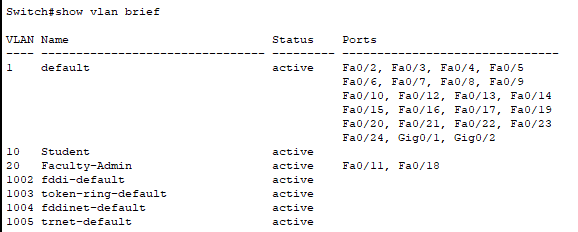 Switch#show vlan brief
VLAN Name                             Status    Ports
---- -------------------------------- --------- -------------------------------
1    default                          active    Fa0/2, Fa0/3, Fa0/4, Fa0/5
                                                Fa0/6, Fa0/7, Fa0/8, Fa0/9
                                                Fa0/10, Fa0/12, Fa0/13, Fa0/14
                                                Fa0/15, Fa0/16, Fa0/17, Fa0/19
                                                Fa0/20, Fa0/21, Fa0/22, Fa0/23
                                                Fa0/24, Gig0/1, Gig0/2
10   Student                          active
20   Faculty-Admin                    active    Fa0/11, Fa0/18
1002 fddi-default                     active
1003 token-ring-default               active
1004 fddinet-default                  active
1005 trnet-default                    active